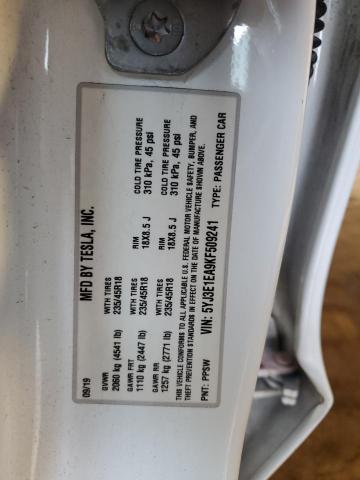 MFD BY TESLA, INC.
09/19
GVWR
2060 kg (4541 lb)
WITH TIRES
235/45R18
RIM
18X8.5 J
COLD TIRE PRESSURE
310 kPa, 45 psi
GAWR FRT
1110 kg (2447 lb)
WITH TIRES
235/45R18
RIM
18X8.5 J
COLD TIRE PRESSURE
310 kPa, 45 psi
GAWR RR
1257 kg (2771 lb)
THIS VEHICLE CONFORMS TO ALL APPLICABLE U.S. FEDERAL MOTOR VEHICLE SAFETY, BUMPER, AND
THEFT PREVENTION STANDARDS IN EFFECT ON THE DATE OF MANUFACTURE SHOWN ABOVE.
PNT: PPSW VIN: 5YJ3E1EA9KF509241 TYPE: PASSENGER CAR